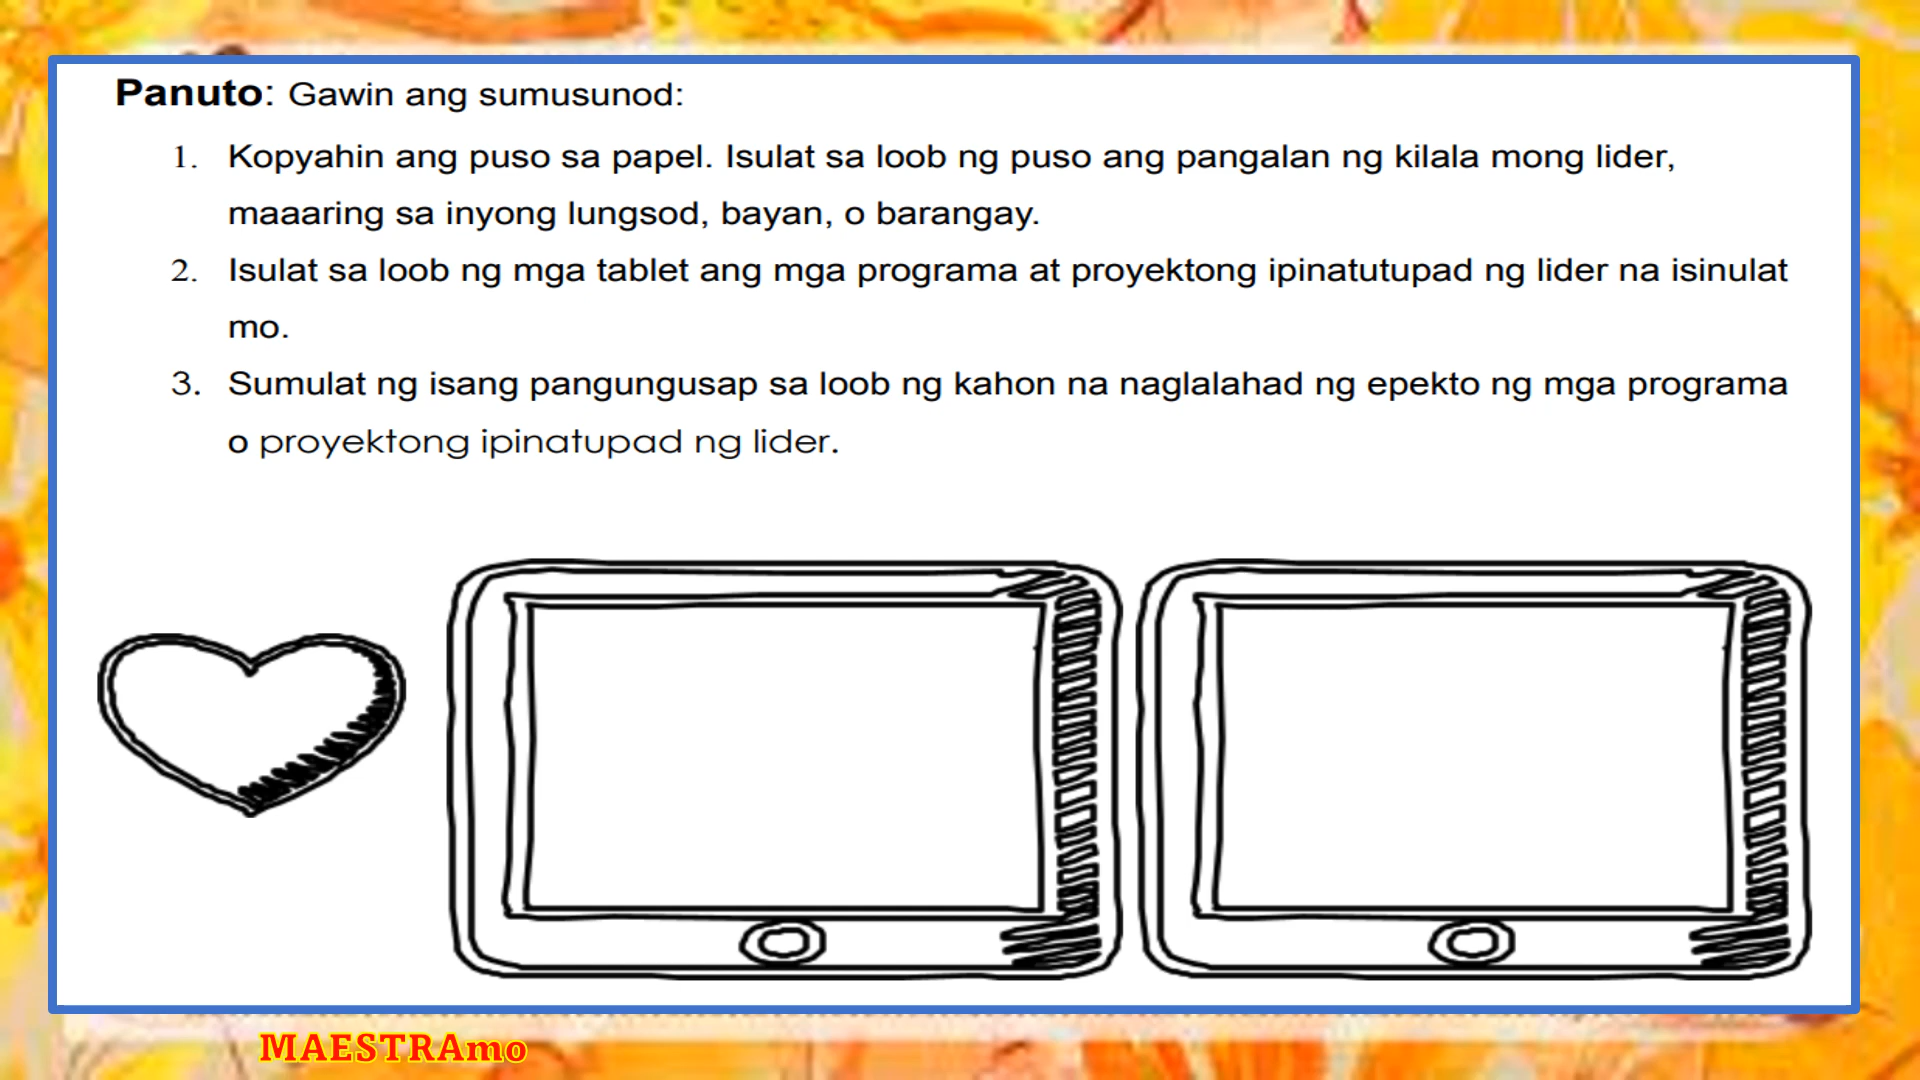 Panuto: Gawin ang sumusunod:
1. Kopyahin ang puso sa papel. Isulat sa loob ng puso ang pangalan ng kilala mong lider,
maaaring sa inyong lungsod, bayan, o barangay.
2. Isulat sa loob ng mga tablet ang mga programa at proyektong ipinatutupad ng lider na isinulat
mo.
3. Sumulat ng isang pangungusap sa loob ng kahon na naglalahad ng epekto ng mga programa
o proyektong ipinatupad ng lider.
MAESTRAmo